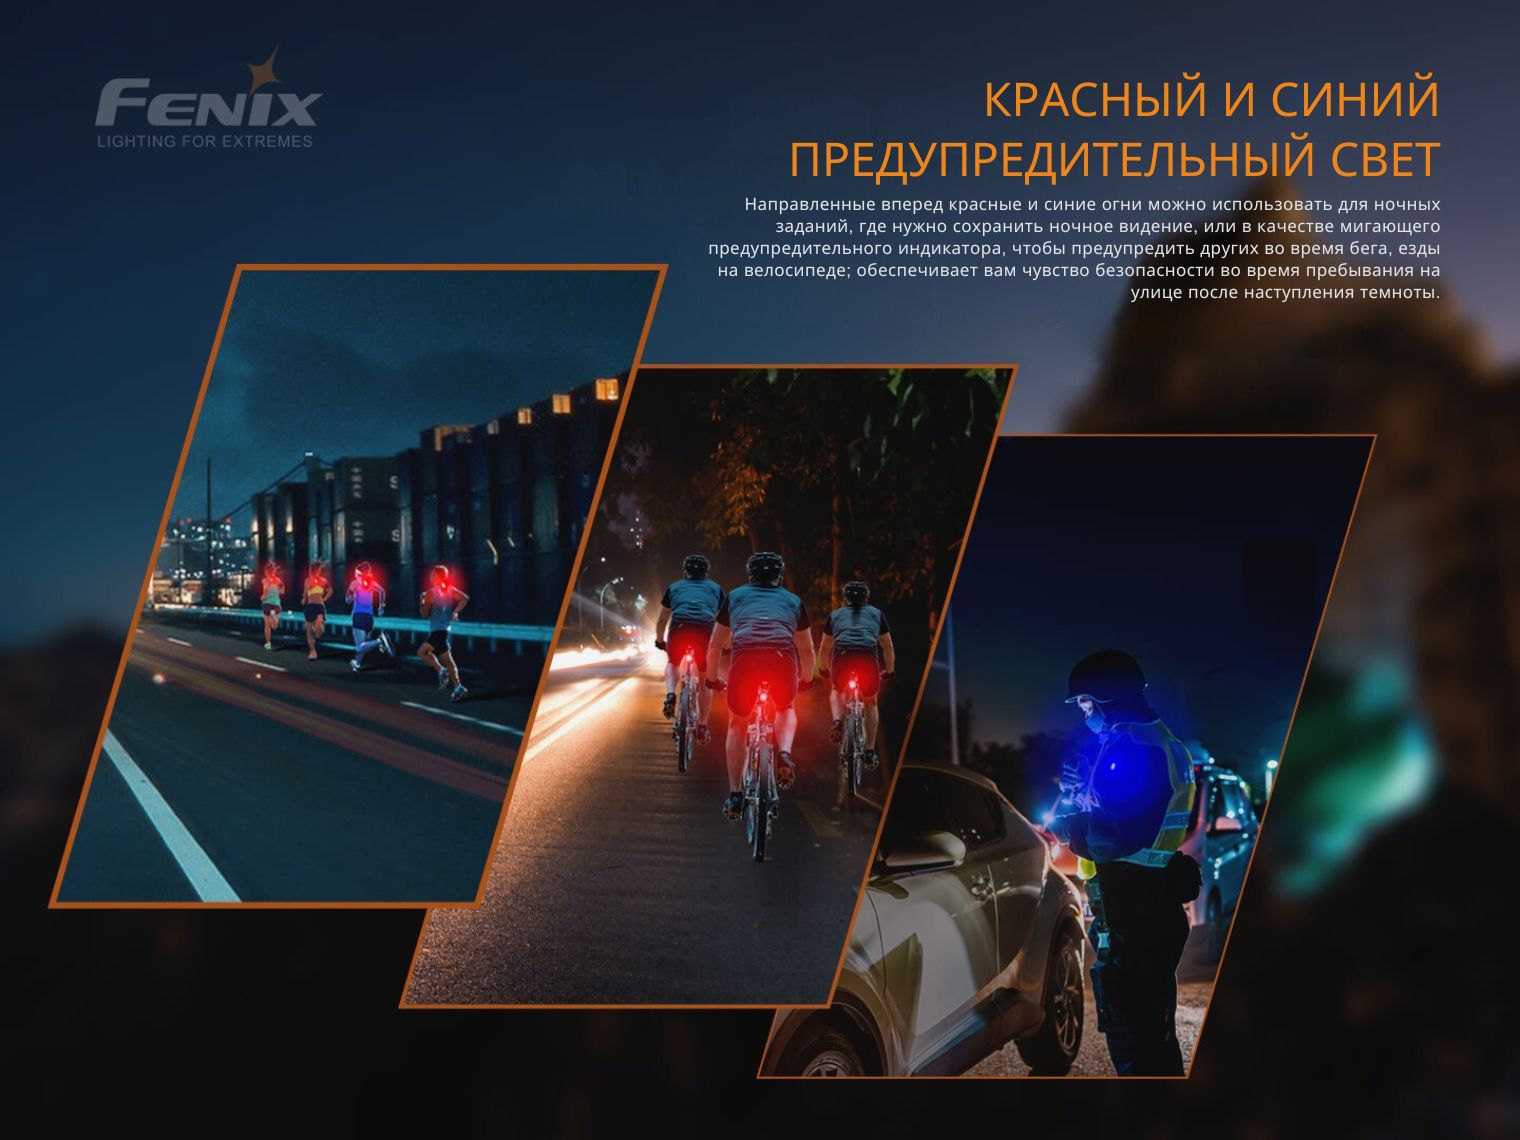 FENIX
LIGHTING FOR EXTREMES
КРАСНЫЙ И СИНИЙ
ПРЕДУПРЕДИТЕЛЬНЫЙ СВЕТ
Направленные вперед красные и синие огни можно использовать для ночных
заданий, где нужно сохранить ночное видение, или в качестве мигающего
предупредительного индикатора, чтобы предупредить других во время бега, езды
на велосипеде; обеспечивает вам чувство безопасности во время пребывания на
улице после наступления темноты.